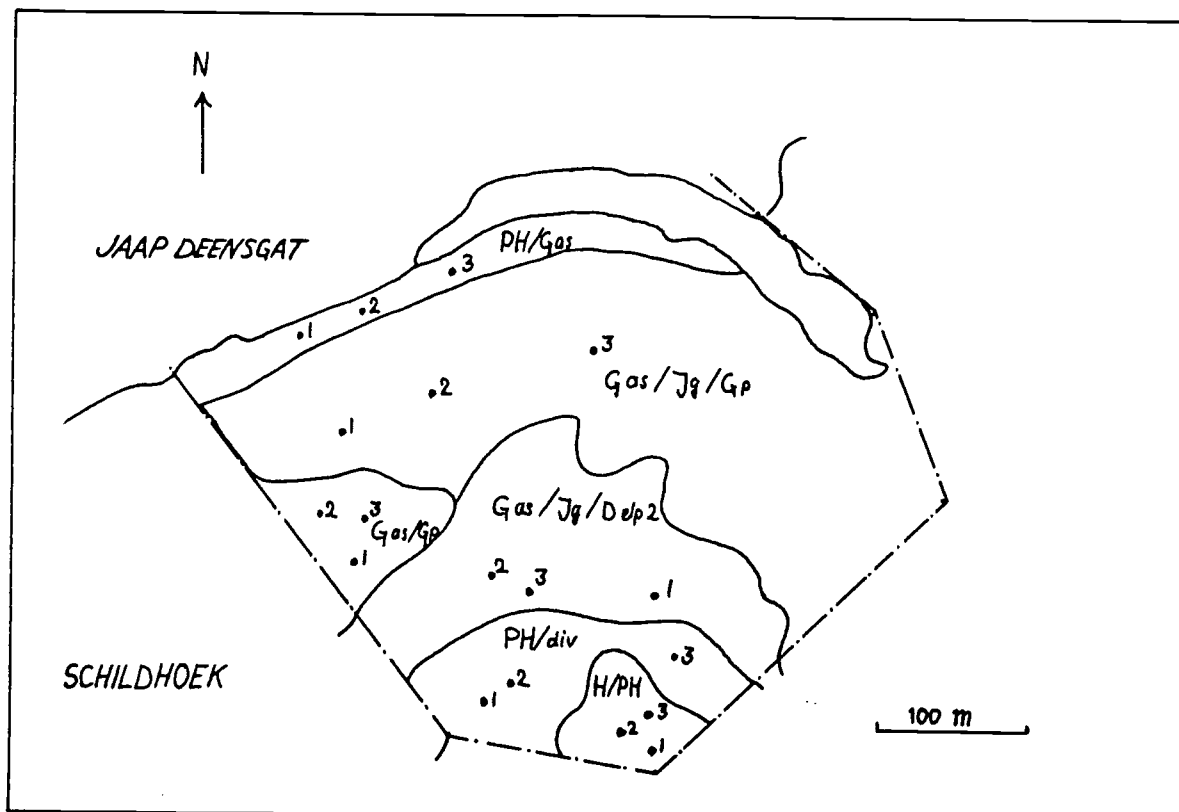 N
JAAP DEENSGAT
PH/Gas
3
2
1
3
Gas/Jg/Gp
2
1
2
3
Gas/Gp
1
Gas/Jg/Delp2
2
3
1
PH/div
3
SCHILDHOEK
2
1
H/PH
3
2
1
100 m